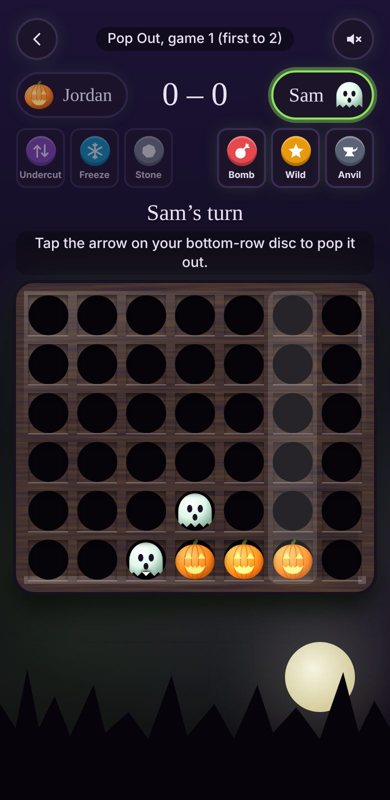 Pop Out, game 1 (first to 2)
Jordan
0 – 0
Sam
Undercut
Freeze
Stone
Bomb
Wild
Anvil
Sam’s turn
Tap the arrow on your bottom-row disc to pop it
out.